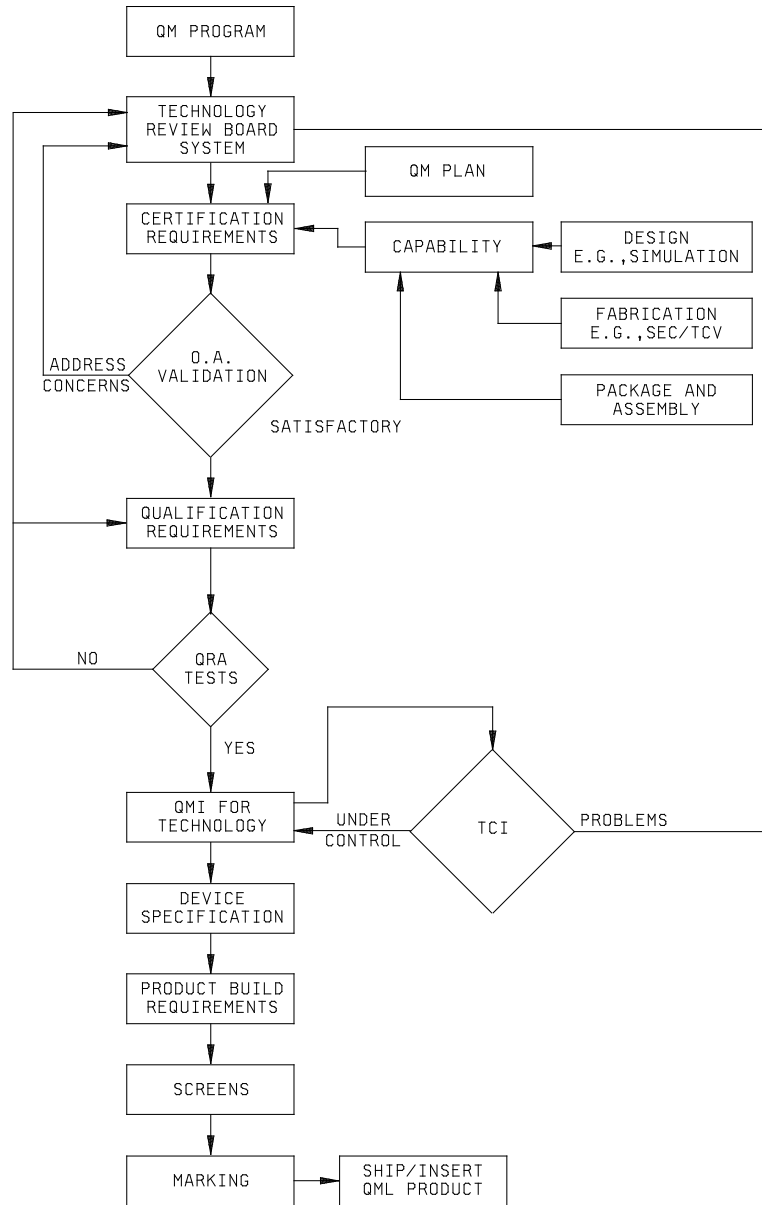 QM PROGRAM
TECHNOLOGY
REVIEW BOARD
SYSTEM
QM PLAN
CERTIFICATION
REQUIREMENTS
CAPABILITY
DESIGN
E.G.,SIMULATION
FABRICATION
E.G.,SEC/TCV
PACKAGE AND
ASSEMBLY
O.A.
VALIDATION
ADDRESS
CONCERNS
SATISFACTORY
QUALIFICATION
REQUIREMENTS
NO
QRA
TESTS
YES
QMI FOR
TECHNOLOGY
UNDER
CONTROL
TCI
PROBLEMS
DEVICE
SPECIFICATION
PRODUCT BUILD
REQUIREMENTS
SCREENS
MARKING
SHIP/INSERT
QML PRODUCT